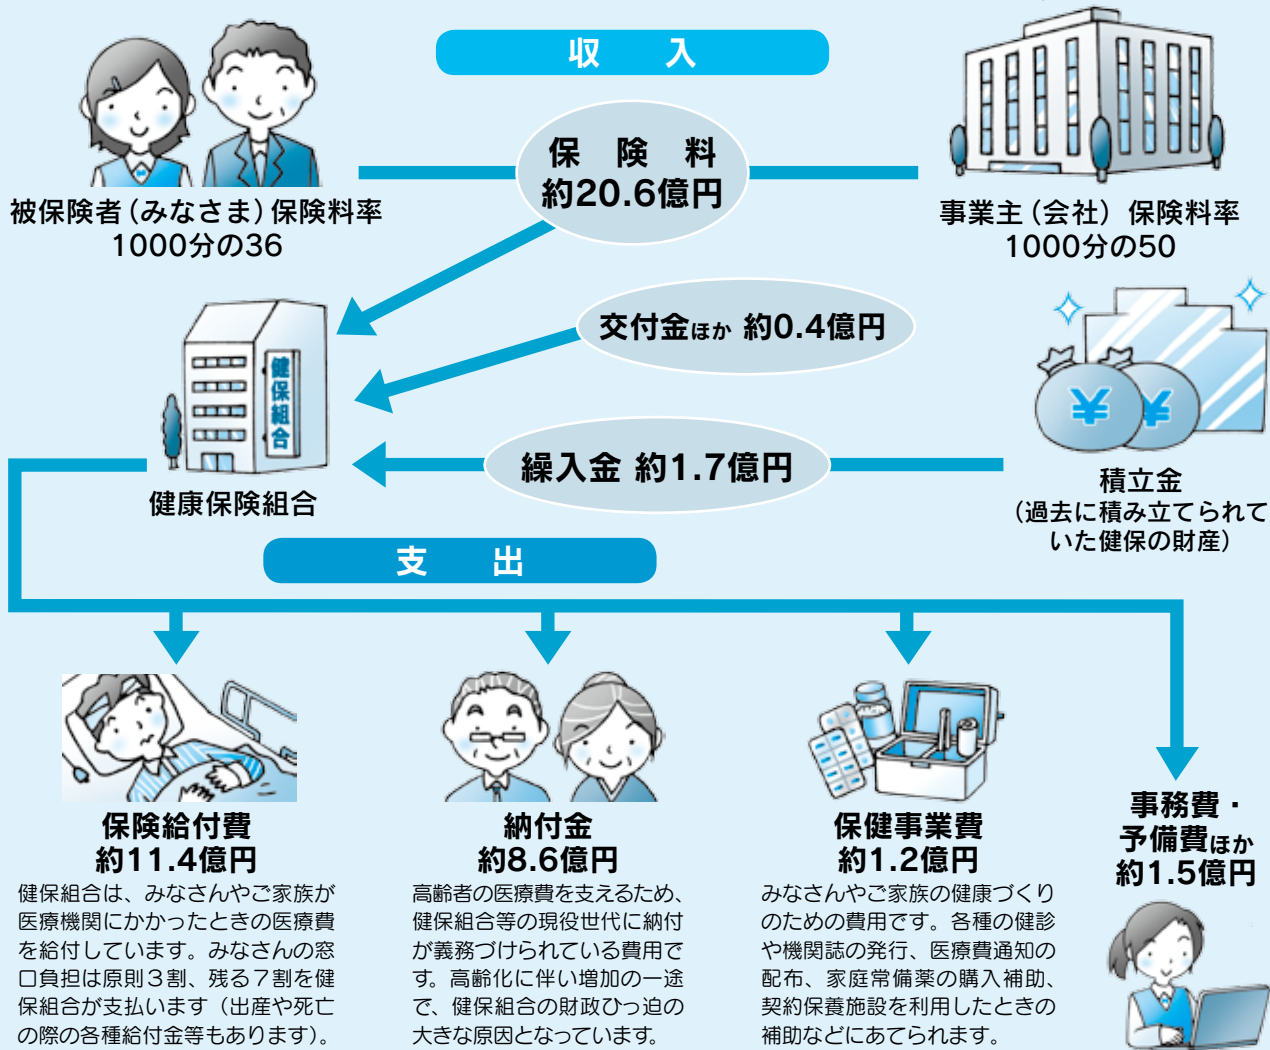 収　入
保険料
約20.6億円
被保険者（みなさま）保険料率
1000分の36
事業主（会社）保険料率
1000分の50
交付金ほか 約0.4億円
健保組合
¥ ¥
繰入金 約1.7億円
健康保険組合
積立金
（過去に積み立てられて
いた健保の財産）
支　出
保険給付費
約11.4億円
健保組合は、みなさんやご家族が
医療機関にかかったときの医療費
を給付しています。みなさんの窓
口負担は原則３割、残る７割を健
保組合が支払います（出産や死亡
の際の各種給付金等もあります）。
納付金
約8.6億円
高齢者の医療費を支えるため、
健保組合等の現役世代に納付
が義務づけられている費用で
す。高齢化に伴い増加の一途
で、健保組合の財政ひっ迫の
大きな原因となっています。
保健事業費
約1.2億円
みなさんやご家族の健康づくり
のための費用です。各種の健診
や機関誌の発行、医療費通知の
配布、家庭常備薬の購入補助、
契約保養施設を利用したときの
補助などにあてられます。
事務費・
予備費ほか
約1.5億円